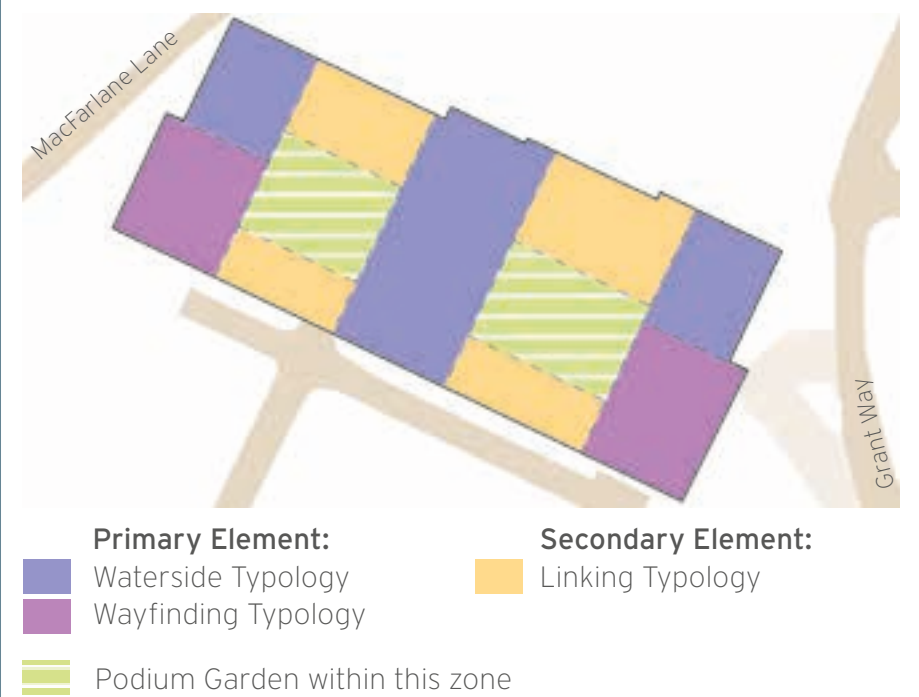 MacFarlane Lane
Grant Way
Primary Element:
Waterside Typology
Wayfinding Typology
Secondary Element:
Linking Typology
Podium Garden within this zone